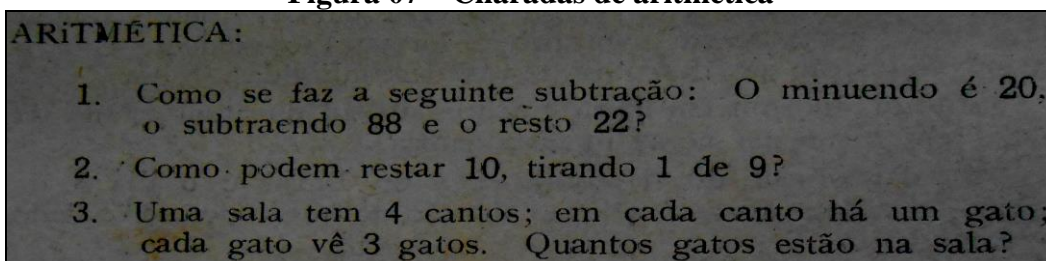 Figura 07 – Charadas de aritmética
ARiTMÉTICA:
1. Como se faz a seguinte subtração: O minuendo é 20,
o subtraendo 88 e o resto 22?
2. Como podem restar 10, tirando 1 de 9?
3. Uma sala tem 4 cantos; em cada canto há um gato;
cada gato vê 3 gatos. Quantos gatos estão na sala?